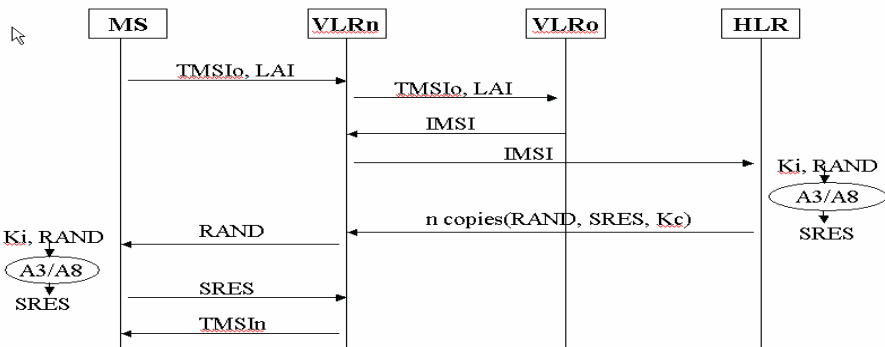 MS VLRn VLRo HLR
TMSIo, LAI
TMSIo, LAI
IMSI
IMSI
Ki, RAND
A3/A8
SRES
n copies(RAND, SRES, Kc)
RAND
Ki, RAND
A3/A8
SRES
SRES
TMSIn